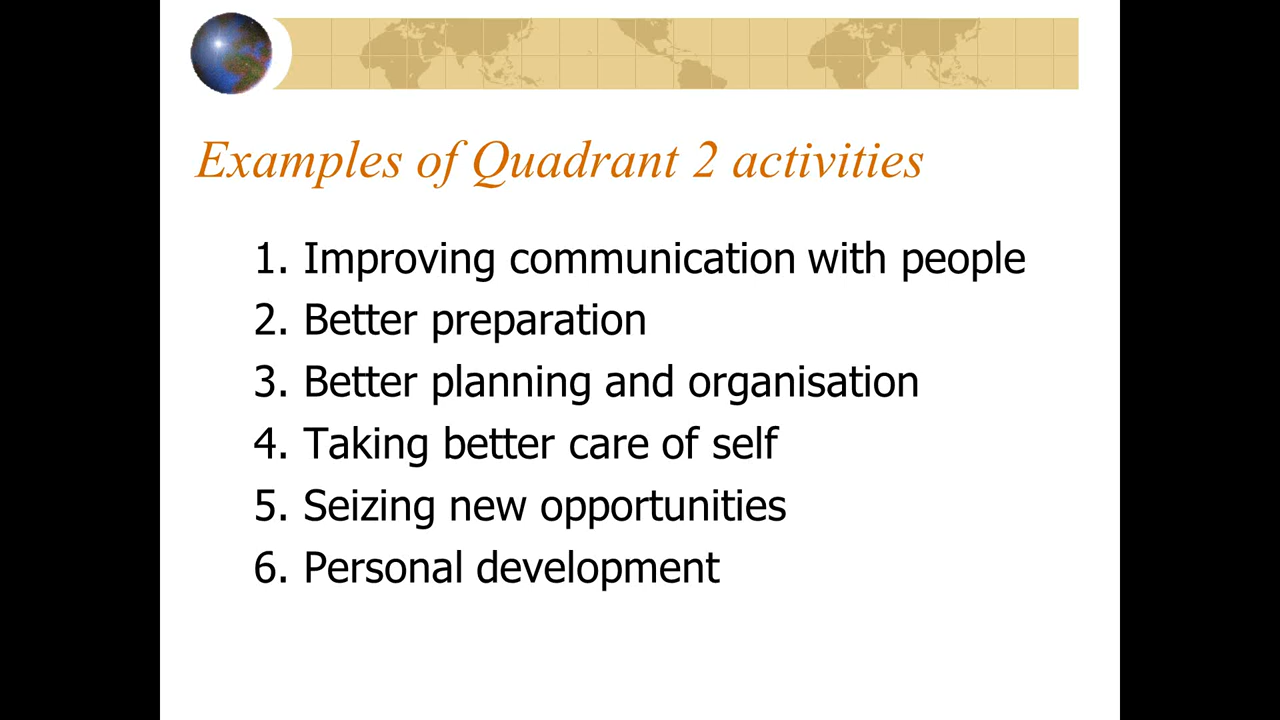 Examples of Quadrant 2 activities
1. Improving communication with people
2. Better preparation
3. Better planning and organisation
4. Taking better care of self
5. Seizing new opportunities
6. Personal development